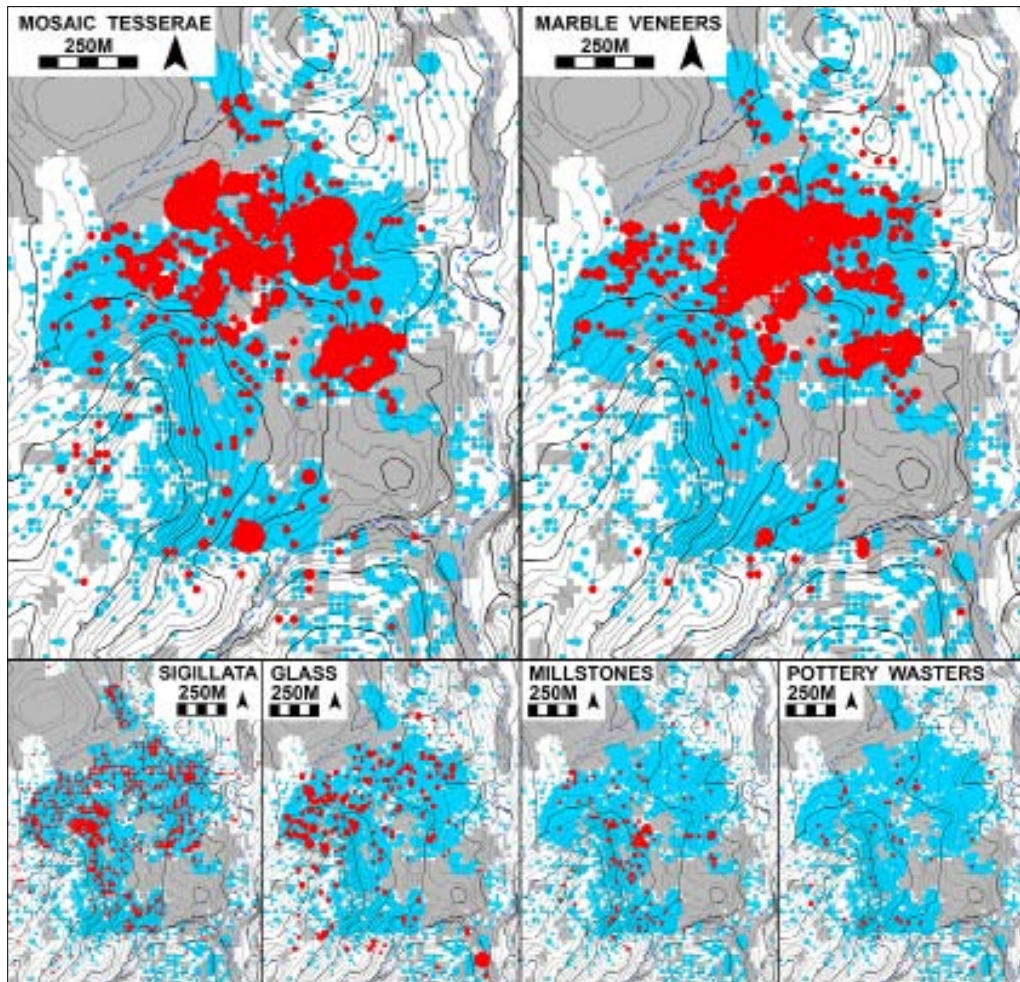 MOSAIC TESSERAE
250M
MARBLE VENEERS
250M
SIGILLATA
250M
GLASS
250M
MILLSTONES
250M
POTTERY WASTERS
250M